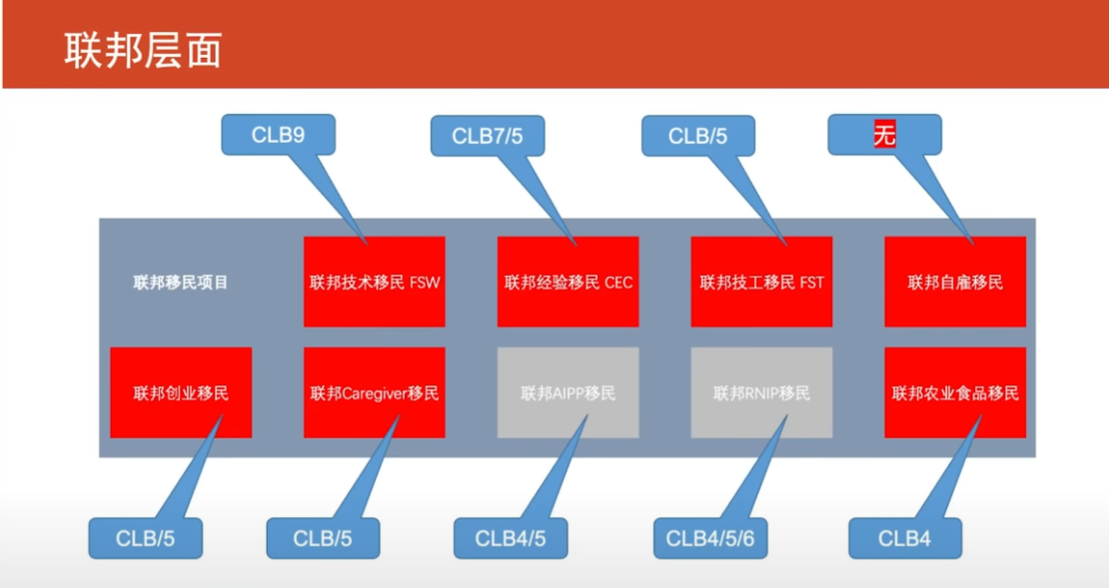 联邦层面
CLB9
CLB7/5
CLB/5
无
联邦移民项目
联邦技术移民 FSW
联邦经验移民 CEC
联邦技工移民 FST
联邦自雇移民
联邦创业移民
联邦Caregiver移民
联邦AIPP移民
联邦RNIP移民
联邦农业食品移民
CLB/5
CLB/5
CLB4/5
CLB4/5/6
CLB4